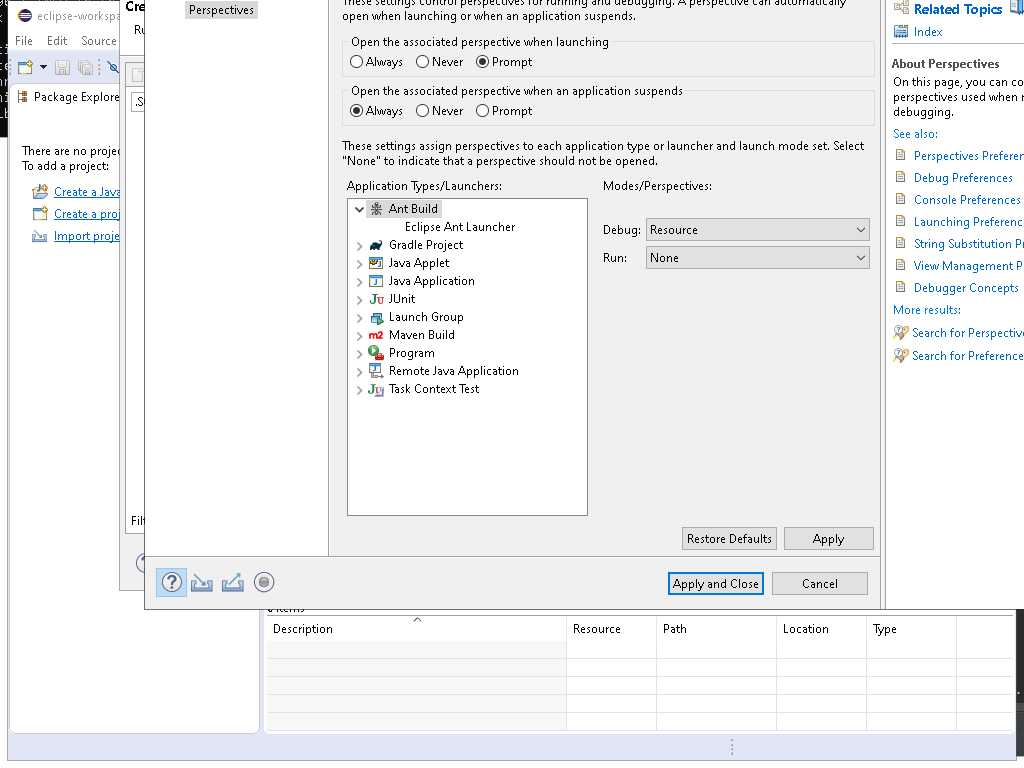 eclipse-workspa
File Edit Source
Package Explore
There are no proje
To add a project:
Create a Java
Create a proj
Import proje
Cre
Ru
.S
Filt
Perspectives
These settings control perspectives for running and debugging. A perspective can automatically
open when launching or when an application suspends.
Open the associated perspective when launching
Always Never Prompt
Open the associated perspective when an application suspends
Always Never Prompt
These settings assign perspectives to each application type or launcher and launch mode set. Select
"None" to indicate that a perspective should not be opened.
Application Types/Launchers:
Ant Build
Eclipse Ant Launcher
Gradle Project
Java Applet
Java Application
JUnit
Launch Group
Maven Build
Program
Remote Java Application
Task Context Test
Modes/Perspectives:
Debug: Resource
Run: None
Restore Defaults Apply
Apply and Close Cancel
Related Topics
Index
About Perspectives
On this page, you can co
perspectives used when r
debugging.
See also:
Perspectives Preferen
Debug Preferences
Console Preferences
Launching Preferenc
String Substitution Pr
View Management P
Debugger Concepts
More results:
Search for Perspective
Search for Preference
0 items
Description Resource Path Location Type